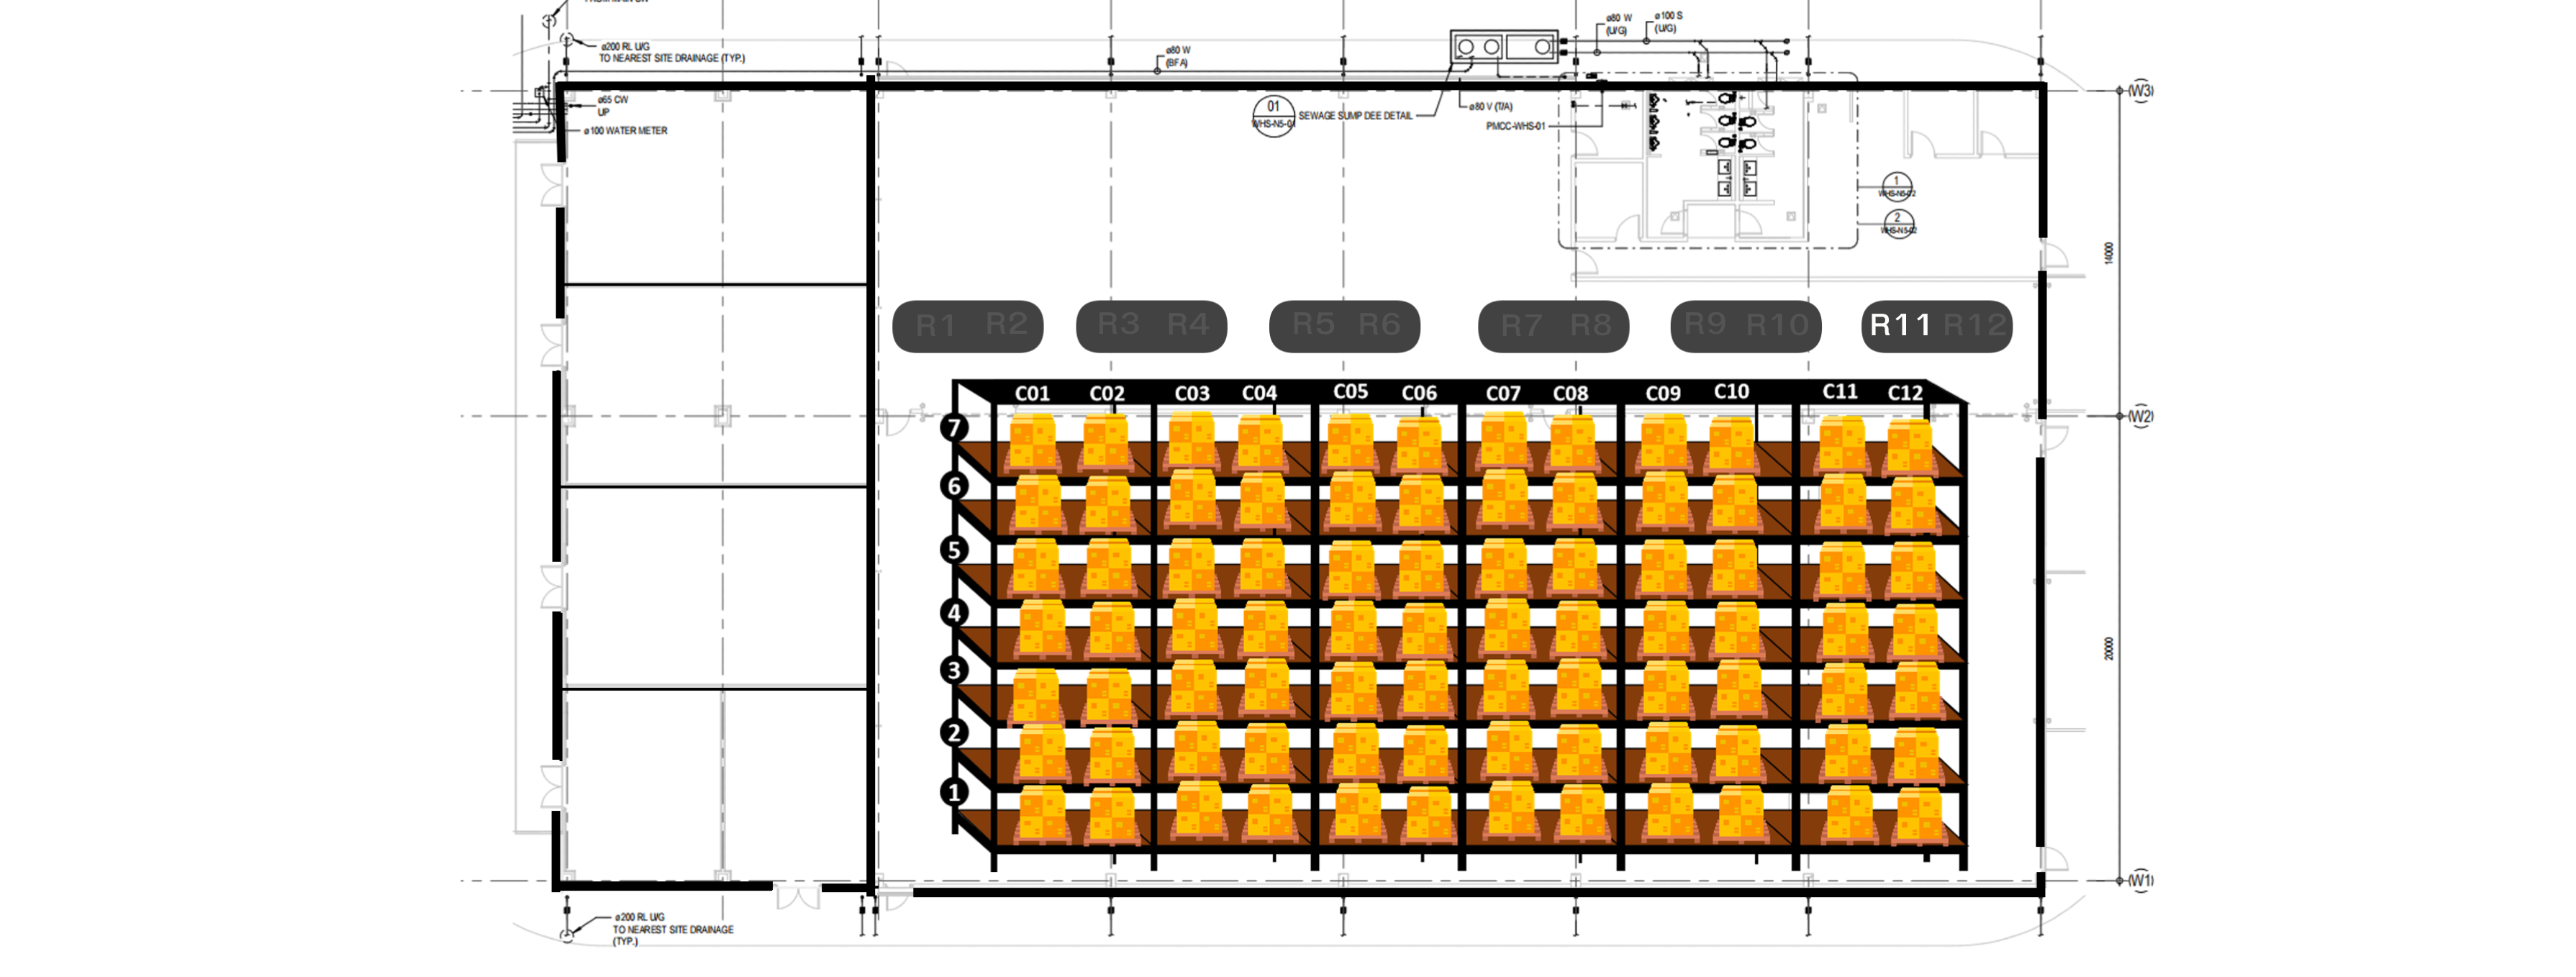 ø200 RL U/G
TO NEAREST SITE DRAINAGE (TYP.)
ø80 W
(BFA)
ø80 W
(U/G)
ø100 S
(U/G)
ø65 CW
UP
ø100 WATER METER
01
WHS-N5-01
SEWAGE SUMP DEE DETAIL
ø80 V (T/A)
PMCC-WHS-01
1
WHS-N5-02
2
WHS-N5-02
(W3)
14000
R1 R2 R3 R4 R5 R6 R7 R8 R9 R10 R11 R12
C01 C02 C03 C04 C05 C06 C07 C08 C09 C10 C11 C12
7
(W2)
6
5
4
20000
3
2
1
(W1)
ø200 RL U/G
TO NEAREST SITE DRAINAGE
(TYP.)